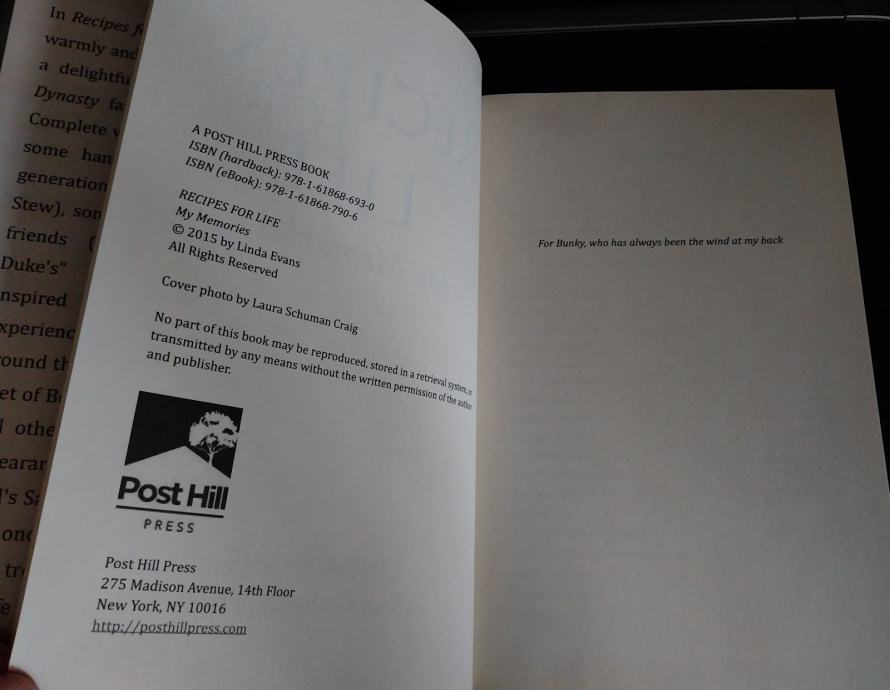 In Recipes
warmly and
a delightfu
Dynasty fa
Complete
some han
generation
Stew), son
friends (
Duke's"
nspired
xperienc
ound th
et of B
othe
earan
l's Sa
A POST HILL PRESS BOOK
ISBN (hardback): 978-1-61868-693-0
ISBN (eBook): 978-1-61868-790-6
RECIPES FOR LIFE
My Memories
© 2015 by Linda Evans
All Rights Reserved
Cover photo by Laura Schuman Craig
No part of this book may be reproduced, stored in a retrieval system, or
transmitted by any means without the written permission of the author
and publisher.
Post Hill
PRESS
Post Hill Press
275 Madison Avenue, 14th Floor
New York, NY 10016
http://posthillpress.com
For Bunky, who has always been the wind at my back